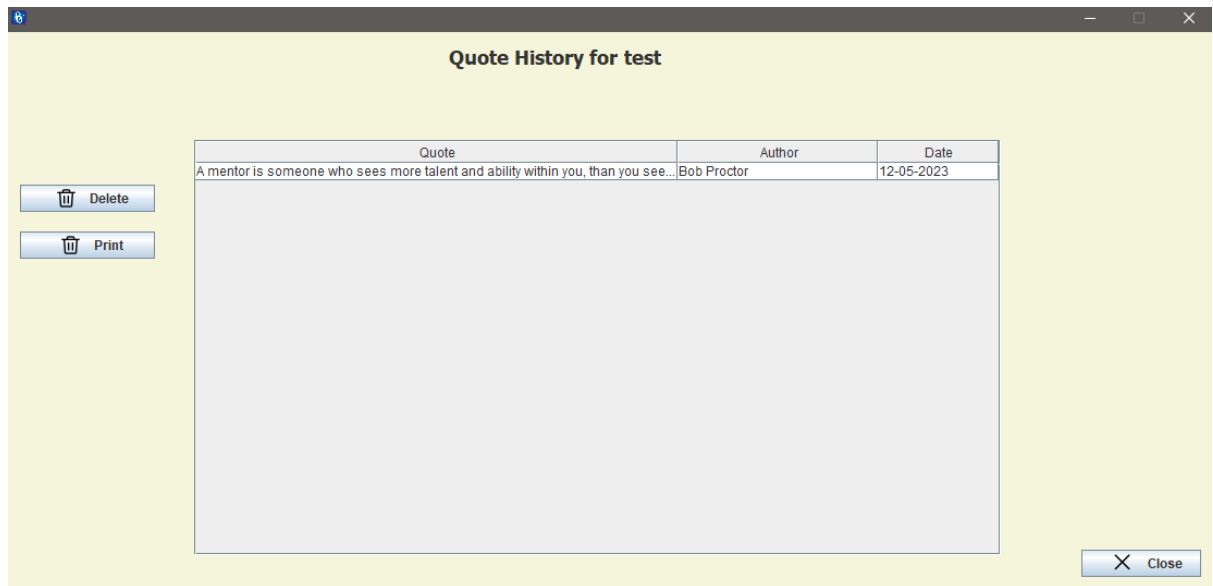 Quote History for test
Quote Author Date
A mentor is someone who sees more talent and ability within you, than you see... Bob Proctor 12-05-2023
Delete
Print
Close